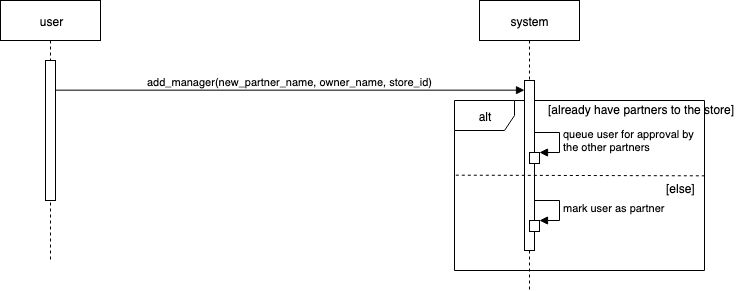 user
system
add_manager(new_partner_name, owner_name, store_id)
alt
[already have partners to the store]
queue user for approval by
the other partners
[else]
mark user as partner